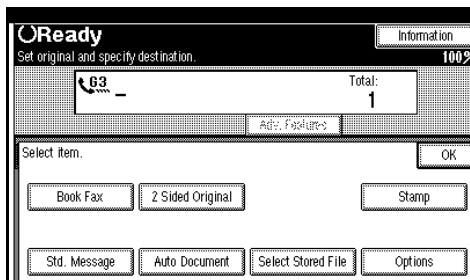 Ready
Information
Set original and specify destination.
100%
G3
Total:
1
Adv. Features
Select item.
OK
Book Fax
2 Sided Original
Stamp
Std. Message
Auto Document
Select Stored File
Options